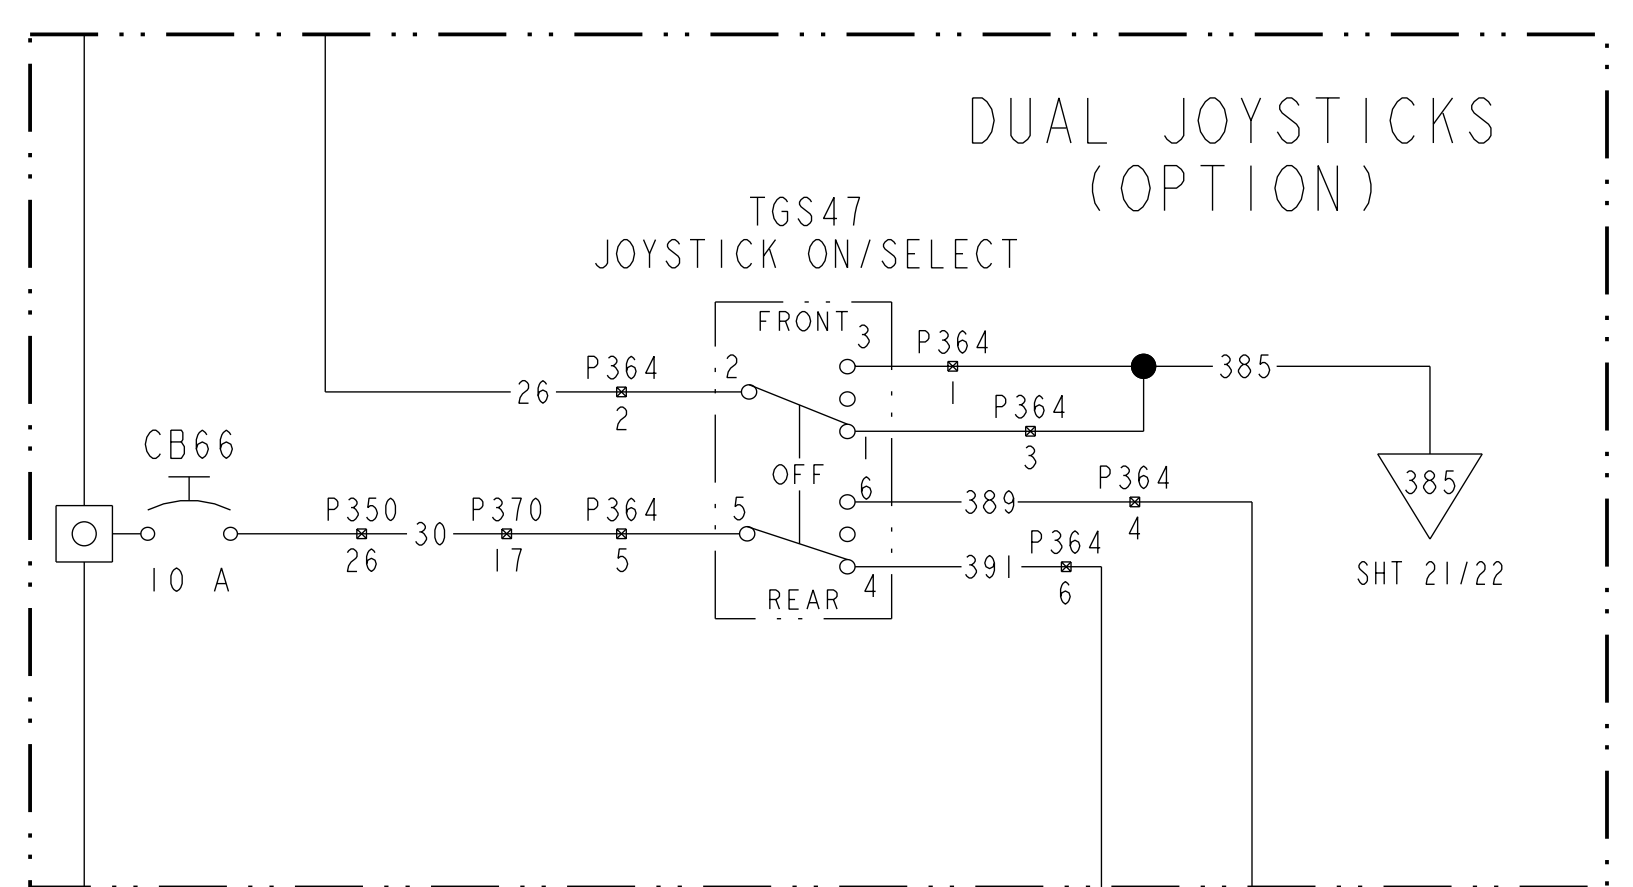 DUAL JOYSTICKS
(OPTION)
TGS47
JOYSTICK ON/SELECT
FRONT
3
P364
1
2
P364
2
26
385
P364
3
1
CB66
10 A
OFF
6
389
P364
4
385
P350
26
30
P370
17
P364
5
5
391
P364
6
4
REAR
SHT 21/22